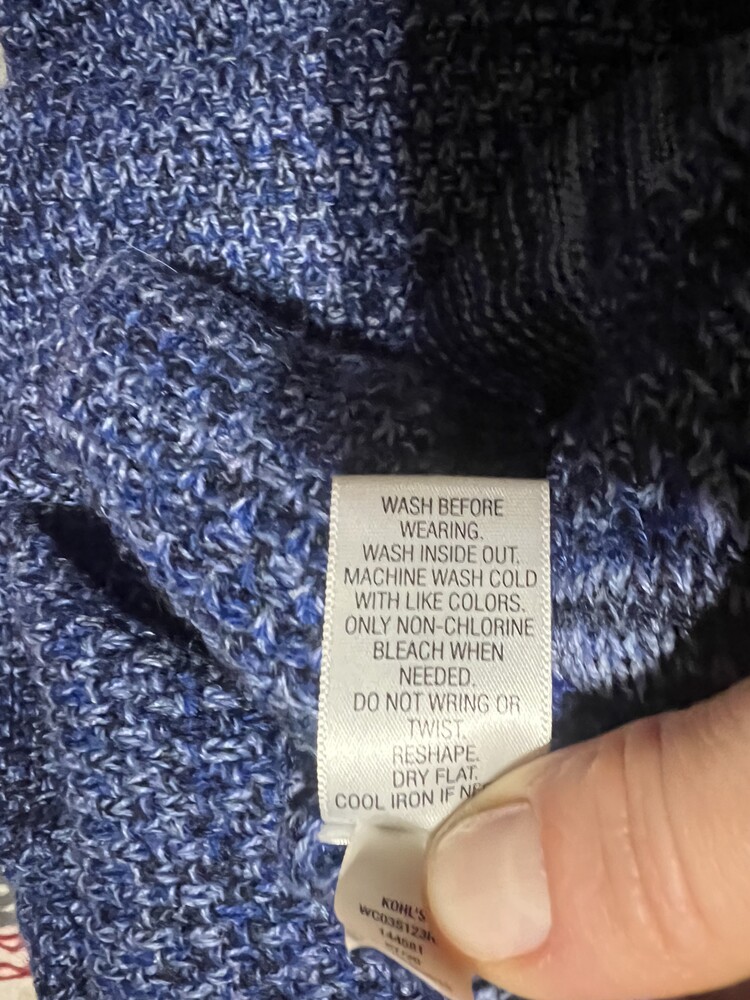 WASH BEFORE
WEARING.
WASH INSIDE OUT.
MACHINE WASH COLD
WITH LIKE COLORS.
ONLY NON-CHLORINE
BLEACH WHEN
NEEDED.
DO NOT WRING OR
TWIST.
RESHAPE.
DRY FLAT.
COOL IRON IF
KOHL'S
144581